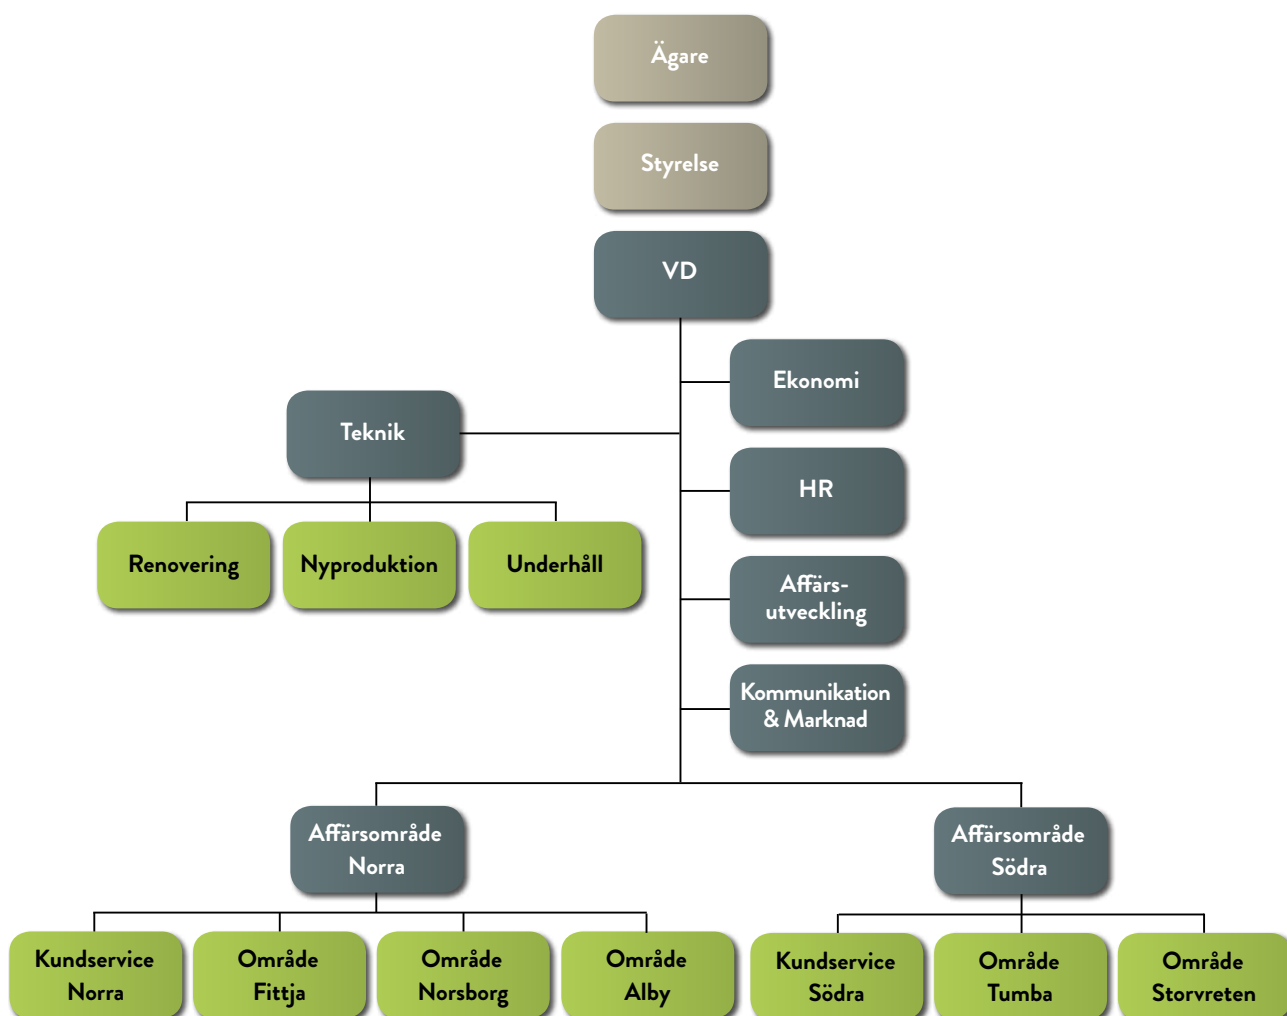 Ägare
Styrelse
VD
Ekonomi
Teknik
HR
Renovering
Nyproduktion
Underhåll
Affärs-
utveckling
Kommunikation
& Marknad
Affärsområde
Norra
Affärsområde
Södra
Kundservice
Norra
Område
Fittja
Område
Norsborg
Område
Alby
Kundservice
Södra
Område
Tumba
Område
Storvreten